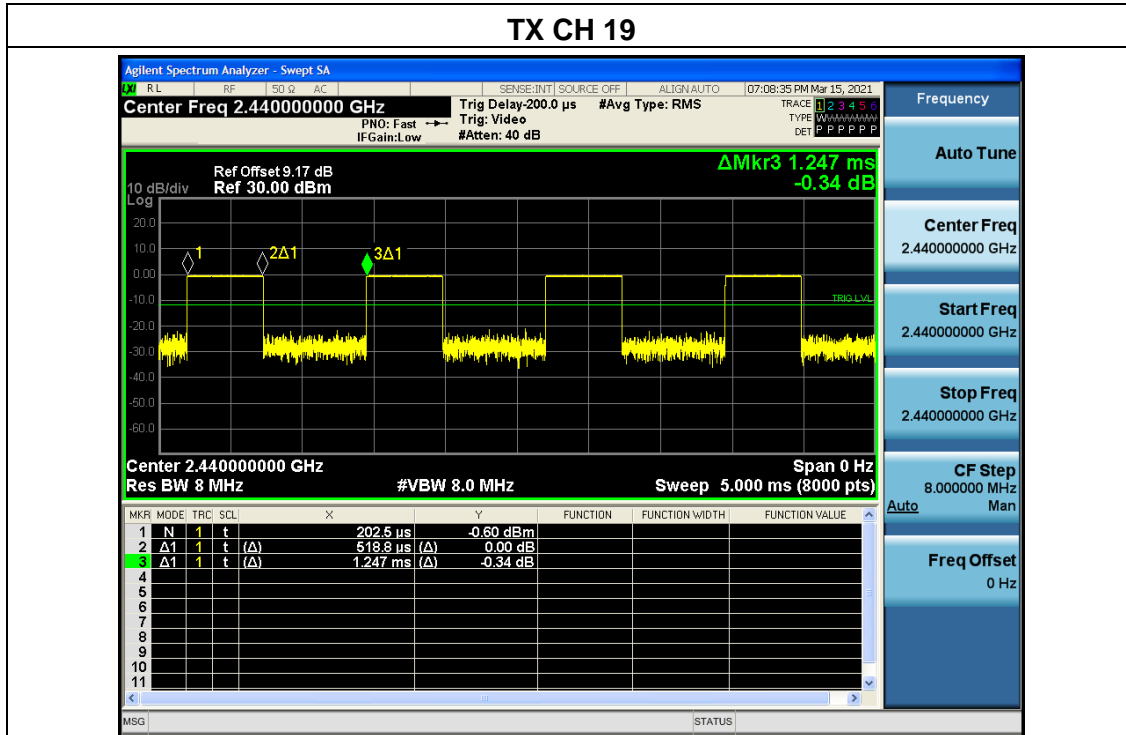 TX CH 19
Agilent Spectrum Analyzer - Swept SA
LXI RL RF 50 Ω AC SENSE:INT SOURCE OFF ALIGN AUTO 07:08:35 PM Mar 15, 2021
Center Freq 2.440000000 GHz
PNO: Fast
IFGain:Low
Trig Delay-200.0 µs #Avg Type: RMS
Trig: Video
#Atten: 40 dB
TRACE 1 2 3 4 5 6
TYPE WWWWWW
DET P P P P P P
ΔMkr3 1.247 ms
-0.34 dB
Ref Offset 9.17 dB
10 dB/div Ref 30.00 dBm
Log
20.0
10.0
0.00
-10.0
-20.0
-30.0
-40.0
-50.0
-60.0
1
2Δ1
3Δ1
TRIG LVL
Center 2.440000000 GHz Span 0 Hz
Res BW 8 MHz #VBW 8.0 MHz Sweep 5.000 ms (8000 pts)
MKR MODE TRC SCL X Y FUNCTION FUNCTION WIDTH FUNCTION VALUE
1 N 1 t 202.5 µs -0.60 dBm
2 Δ1 1 t (Δ) 518.8 µs (Δ) 0.00 dB
3 Δ1 1 t (Δ) 1.247 ms (Δ) -0.34 dB
4
5
6
7
8
9
10
11
MSG STATUS
Frequency
Auto Tune
Center Freq
2.440000000 GHz
Start Freq
2.440000000 GHz
Stop Freq
2.440000000 GHz
CF Step
8.000000 MHz
Auto Man
Freq Offset
0 Hz